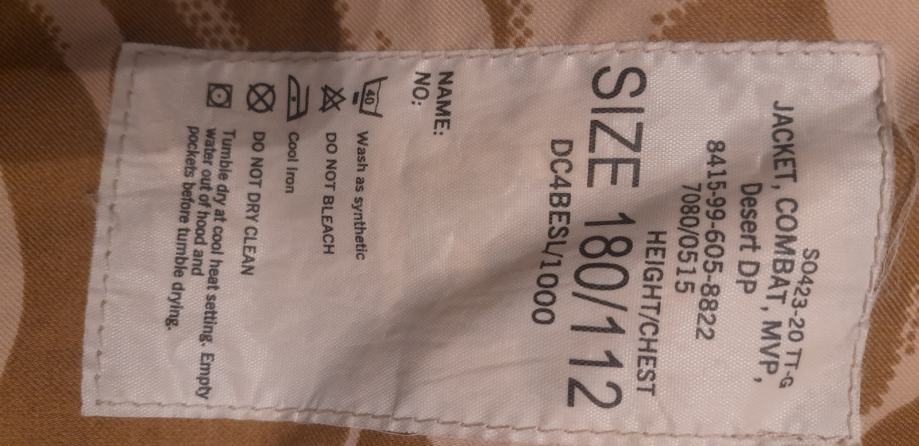 SO423-20 TT-G
JACKET, COMBAT, MVP,
Desert DP
8415-99-605-8822
7080/0515
HEIGHT/CHEST
SIZE 180/112
DC4BESL/1000
NAME:
NO:
40 Wash as synthetic
DO NOT BLEACH
Cool Iron
DO NOT DRY CLEAN
Tumble dry at cool heat setting. Empty
water out of hood and
pockets before tumble drying.